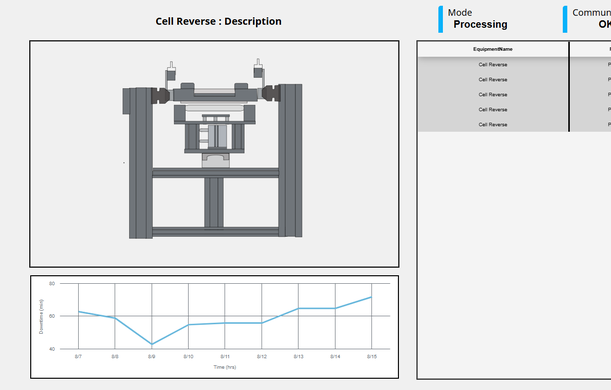 Cell Reverse : Description
Mode
Processing
Commun
OK
EquipmentName
Cell Reverse
Cell Reverse
Cell Reverse
Cell Reverse
Cell Reverse
80
60
40
Downtime (min)
8/7 8/8 8/9 8/10 8/11 8/12 8/13 8/14 8/15
Time (hrs)